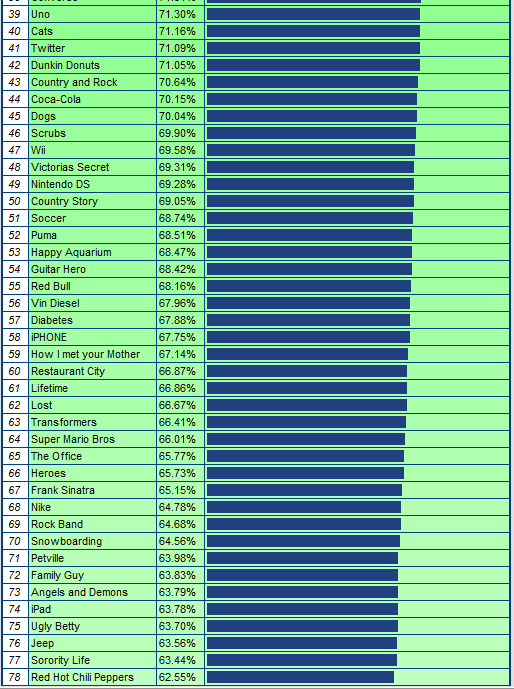 39 Uno 71.30%
40 Cats 71.16%
41 Twitter 71.09%
42 Dunkin Donuts 71.05%
43 Country and Rock 70.64%
44 Coca-Cola 70.15%
45 Dogs 70.04%
46 Scrubs 69.90%
47 Wii 69.58%
48 Victorias Secret 69.31%
49 Nintendo DS 69.28%
50 Country Story 69.05%
51 Soccer 68.74%
52 Puma 68.51%
53 Happy Aquarium 68.47%
54 Guitar Hero 68.42%
55 Red Bull 68.16%
56 Vin Diesel 67.96%
57 Diabetes 67.88%
58 iPHONE 67.75%
59 How I met your Mother 67.14%
60 Restaurant City 66.87%
61 Lifetime 66.86%
62 Lost 66.67%
63 Transformers 66.41%
64 Super Mario Bros 66.01%
65 The Office 65.77%
66 Heroes 65.73%
67 Frank Sinatra 65.15%
68 Nike 64.78%
69 Rock Band 64.68%
70 Snowboarding 64.56%
71 Petville 63.98%
72 Family Guy 63.83%
73 Angels and Demons 63.79%
74 iPad 63.78%
75 Ugly Betty 63.70%
76 Jeep 63.56%
77 Sorority Life 63.44%
78 Red Hot Chili Peppers 62.55%